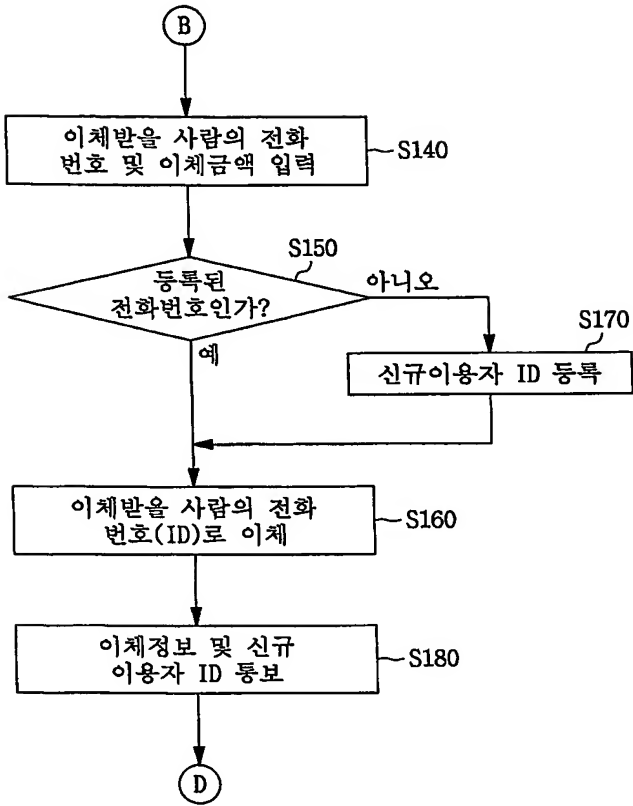 B
이체받을 사람의 전화
번호 및 이체금액 입력
S140
S150
등록된
전화번호인가?
아니오
예
S170
신규이용자 ID 등록
이체받을 사람의 전화
번호(ID)로 이체
S160
이체정보 및 신규
이용자 ID 통보
S180
D